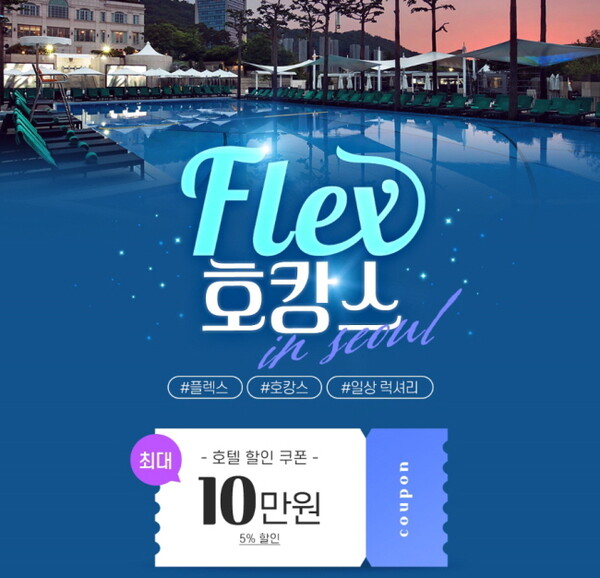 Flex
호캉스
in seoul
#플렉스 #호캉스 #일상 럭셔리
최대
- 호텔 할인 쿠폰 -
10만원
5% 할인
coupon